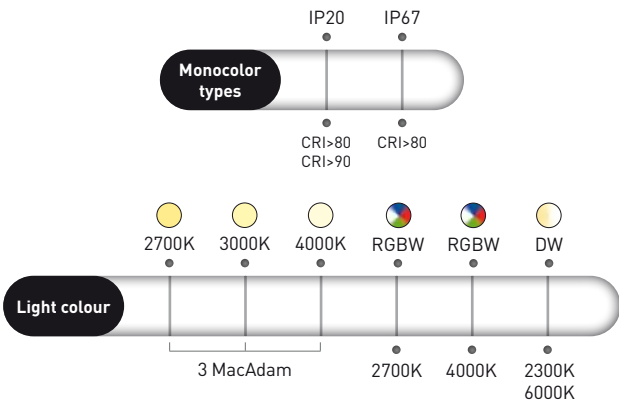 IP20 IP67
Monocolor
types
CRI>80 CRI>80
CRI>90
2700K 3000K 4000K RGBW RGBW DW
Light colour
3 MacAdam 2700K 4000K 2300K
6000K